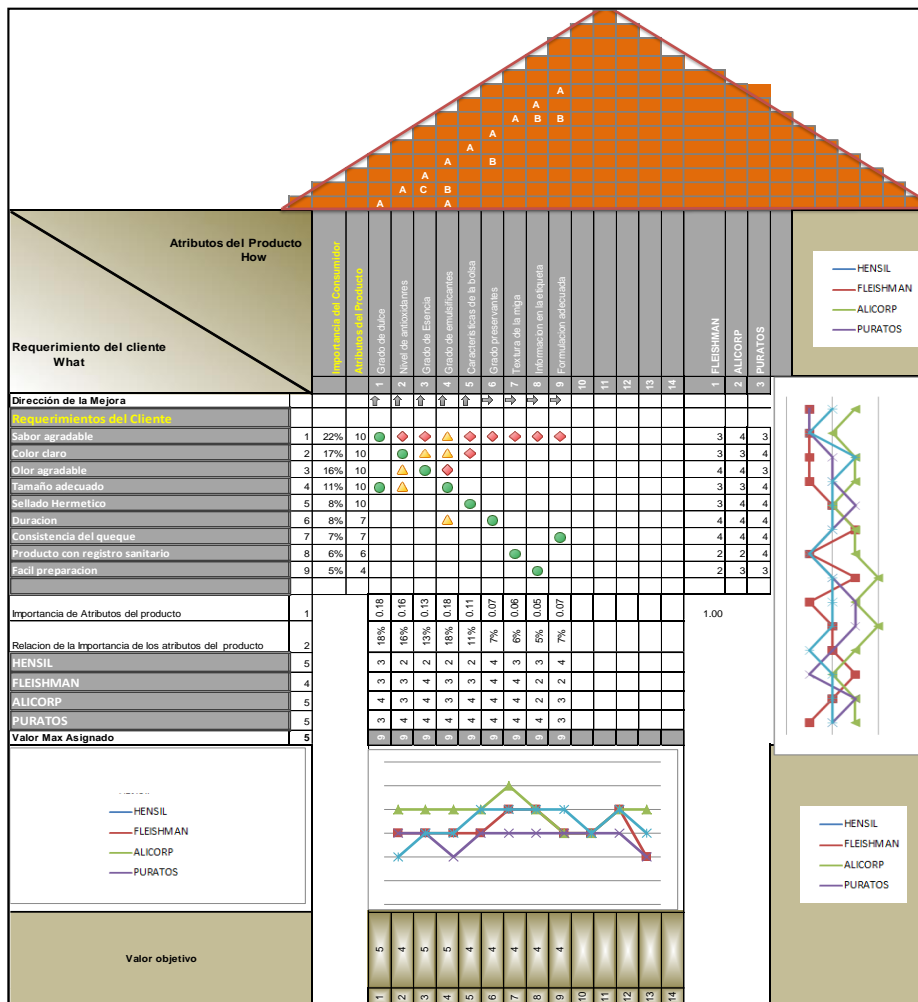 A
A
A B B
A
A B
A
A
A C B
A A
Atributos del Producto
How
Requerimiento del cliente
What
Importancia del Consumidor
Atributos del Producto
1 Grado de dulce
2 Nivel de antioxidanres
3 Grado de Esencia
4 Grado de emulsificantes
5 Caracteristicas de la bolsa
6 Grado preservantes
7 Textura de la miga
8 Informacion en la etiqueta
9 Formulacion adecuada
10
11
12
13
14
1 FLEISHMAN
2 ALICORP
3 PURATOS
HENSIL
FLEISHMAN
ALICORP
PURATOS
Dirección de la Mejora
Requerimientos del Cliente
Sabor agradable 1 22% 10 3 4 3
Color claro 2 17% 10 3 3 4
Olor agradable 3 16% 10 4 4 3
Tamaño adecuado 4 11% 10 3 3 4
Sellado Hermetico 5 8% 10 3 4 4
Duracion 6 8% 7 4 4 4
Consistencia del queque 7 7% 7 4 4 4
Producto con registro sanitario 8 6% 6 2 2 4
Facil preparacion 9 5% 4 2 3 3
Importancia de Atributos del producto 1 0.18 0.16 0.13 0.18 0.11 0.07 0.06 0.05 0.07 1.00
Relacion de la Importancia de los atributos del producto 2 18% 16% 13% 18% 11% 7% 6% 5% 7%
HENSIL 5 3 2 2 2 2 4 3 3 4
FLEISHMAN 4 3 3 4 3 3 4 4 2 2
ALICORP 5 4 3 4 3 4 4 4 2 3
PURATOS 5 3 4 4 4 4 4 4 4 3
Valor Max Asignado 5 9 9 9 9 9 9 9 9 9
HENSIL
FLEISHMAN
ALICORP
PURATOS
HENSIL
FLEISHMAN
ALICORP
PURATOS
Valor objetivo 5 4 5 5 4 4 4 4 4
1 2 3 4 5 6 7 8 9 10 11 12 13 14